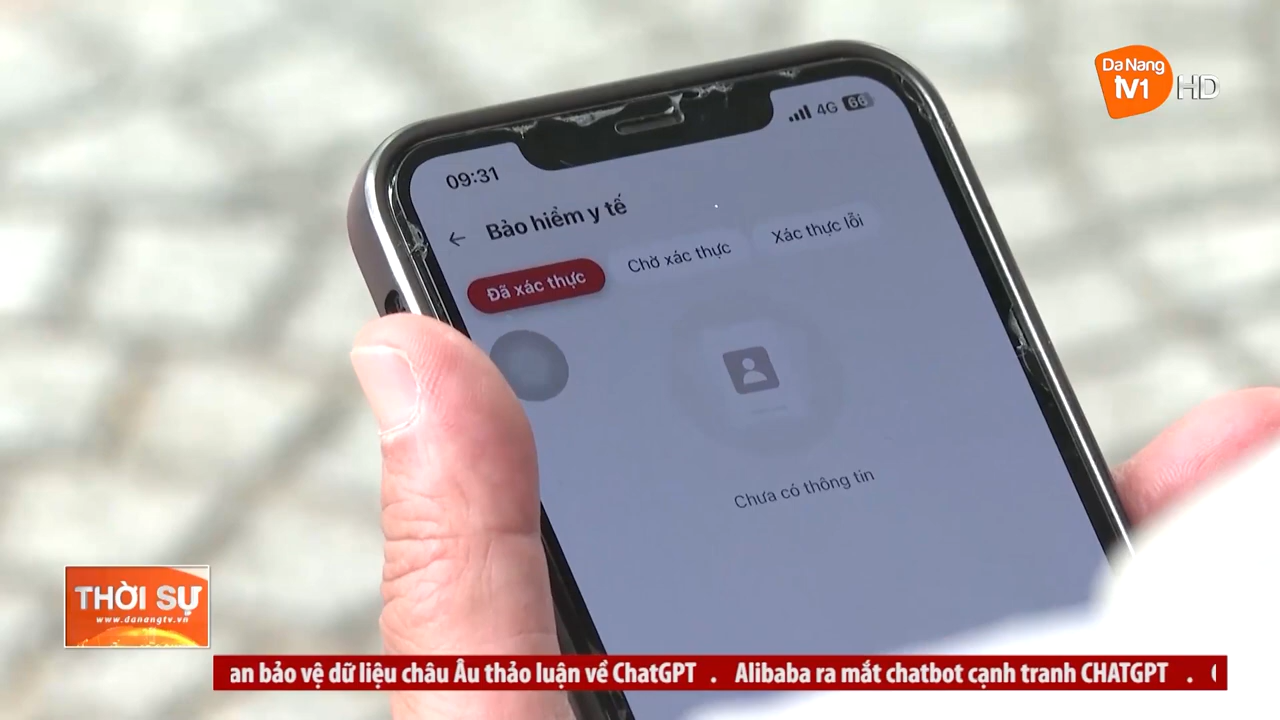 Da Nang
TV1 HD
4G 68
09:31
← Bảo hiểm y tế
Đã xác thực Chờ xác thực Xác thực lỗi
Chưa có thông tin
THỜI SỰ
www.danangtv.vn
an bảo vệ dữ liệu châu Âu thảo luận về ChatGPT . Alibaba ra mắt chatbot cạnh tranh CHATGPT .